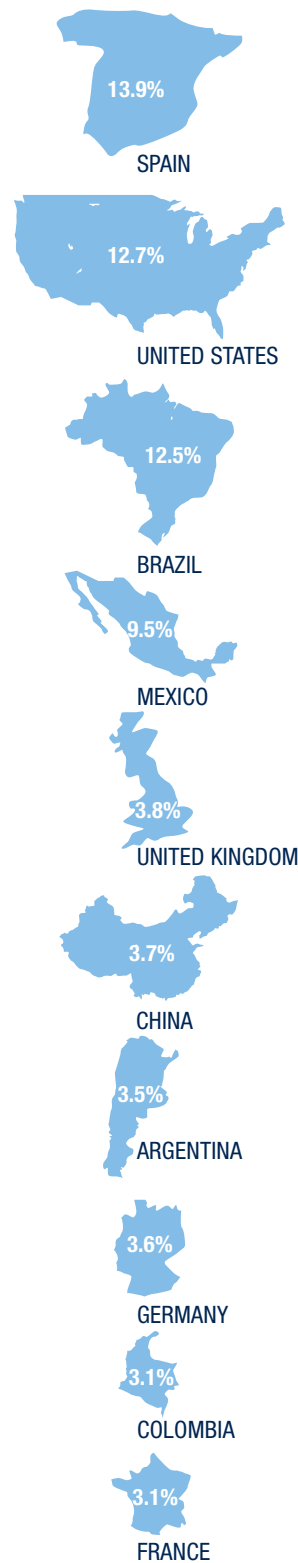 13.9%
SPAIN
12.7%
UNITED STATES
12.5%
BRAZIL
9.5%
MEXICO
3.8%
UNITED KINGDOM
3.7%
CHINA
3.5%
ARGENTINA
3.6%
GERMANY
3.1%
COLOMBIA
3.1%
FRANCE